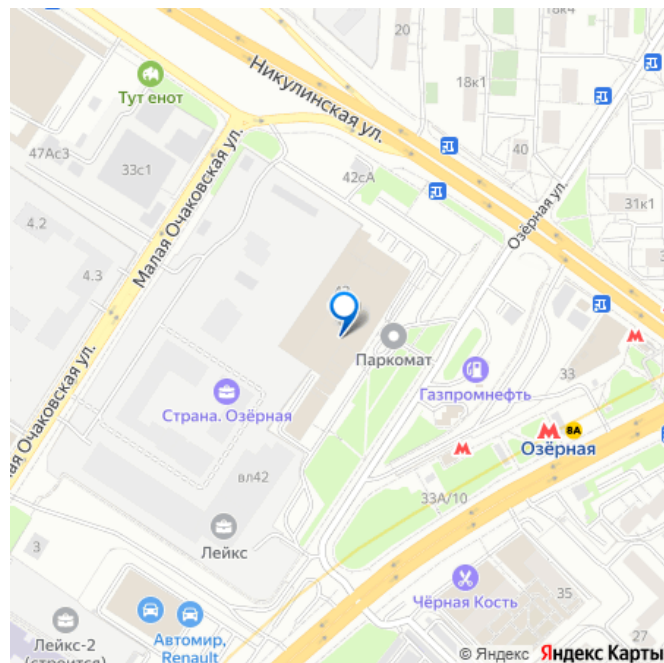 18к4
20
18к1
Никулинская ул.
Тут енот
40
47Ас3
33с1
42сА
Малая Очаковская ул.
Озёрная ул.
31к1
4.2
4.3
Паркомат
33
Газпромнефть
Страна. Озёрная
8А
Озёрная
ая Очаковская ул.
вл42
33А/10
Лейкс
3
Чёрная Кость
35
Автомир,
Renault
27
Лейкс-2
(строится)
© Яндекс Яндекс Карты